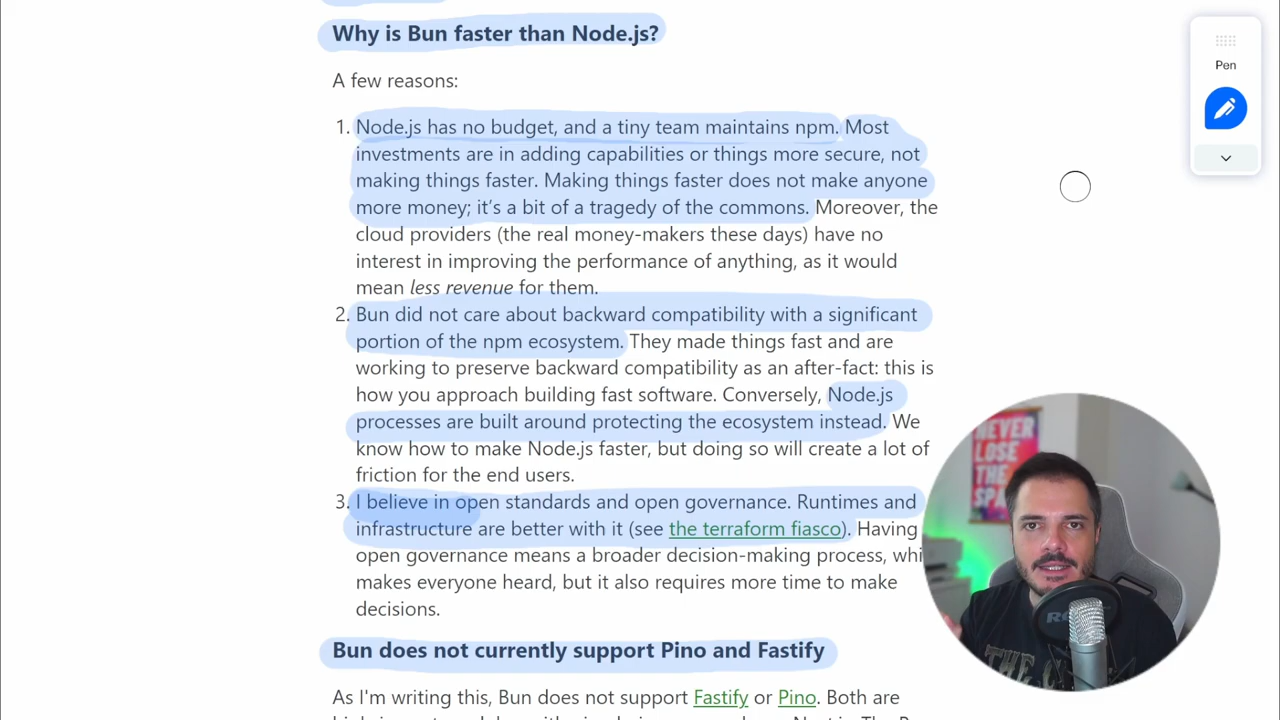 Why is Bun faster than Node.js?
Pen
A few reasons:
1. Node.js has no budget, and a tiny team maintains npm. Most
investments are in adding capabilities or things more secure, not
making things faster. Making things faster does not make anyone
more money; it's a bit of a tragedy of the commons. Moreover, the
cloud providers (the real money-makers these days) have no
interest in improving the performance of anything, as it would
mean less revenue for them.
2. Bun did not care about backward compatibility with a significant
portion of the npm ecosystem. They made things fast and are
working to preserve backward compatibility as an after-fact: this is
how you approach building fast software. Conversely, Node.js
processes are built around protecting the ecosystem instead. We
know how to make Node.js faster, but doing so will create a lot of
friction for the end users.
3. I believe in open standards and open governance. Runtimes and
infrastructure are better with it (see the terraform fiasco). Having
open governance means a broader decision-making process, whi
makes everyone heard, but it also requires more time to make
decisions.
NEVER
LOSE
THE
Bun does not currently support Pino and Fastify
As I'm writing this, Bun does not support Fastify or Pino. Both are